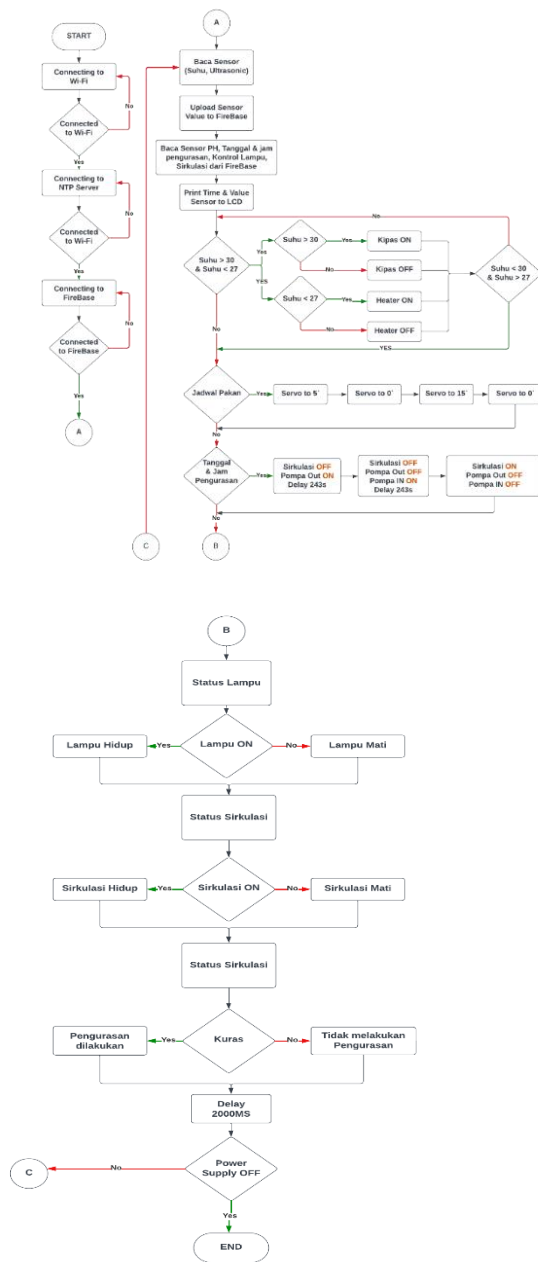 START
Connecting to
Wi-Fi
No
Connected
to Wi-Fi
Yes
Connecting to
NTP Server
No
Connected
to Wi-Fi
Yes
Connecting to
FireBase
No
Connected
to FireBase
Yes
A
A
Baca Sensor
(Suhu, Ultrasonic)
Upload Sensor
Value to FireBase
Baca Sensor PH, Tanggal & jam
pengurasan, Kontrol Lampu,
Sirkulasi dari FireBase
Print Time & Value
Sensor to LCD
No
Suhu > 30
& Suhu < 27
Yes
Suhu > 30
Yes
Kipas ON
No
Kipas OFF
YES
Suhu < 27
Yes
Heater ON
No
Heater OFF
Suhu < 30
& Suhu > 27
YES
No
Jadwal Pakan
Yes
Servo to 5°
Servo to 0°
Servo to 15°
Servo to 0°
No
Tanggal
& Jam
Pengurasan
Yes
Sirkulasi OFF
Pompa Out ON
Delay 243s
Sirkulasi OFF
Pompa Out OFF
Pompa IN ON
Delay 243s
Sirkulasi ON
Pompa Out OFF
Pompa IN OFF
No
C
B
B
Status Lampu
Lampu Hidup
Yes
Lampu ON
No
Lampu Mati
Status Sirkulasi
Sirkulasi Hidup
Yes
Sirkulasi ON
No
Sirkulasi Mati
Status Sirkulasi
Pengurasan
dilakukan
Yes
Kuras
No
Tidak melakukan
Pengurasan
Delay
2000MS
C
No
Power
Supply OFF
Yes
END